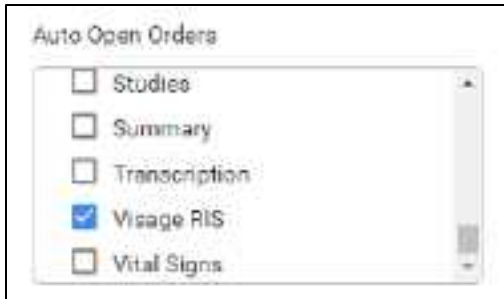 Auto Open Orders
Studies
Summary
Transcription
Visage RIS
Vital Signs